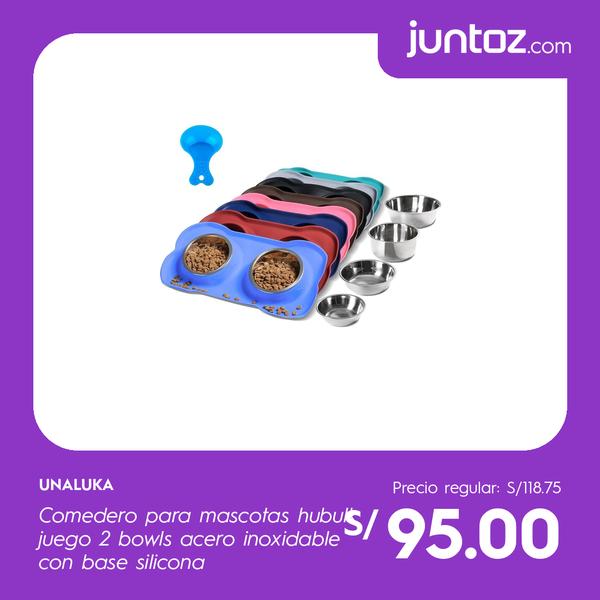 juntoz.com
UNALUKA
Comedero para mascotas hubulk
juego 2 bowls acero inoxidable
con base silicona
Precio regular: S/118.75
S/ 95.00